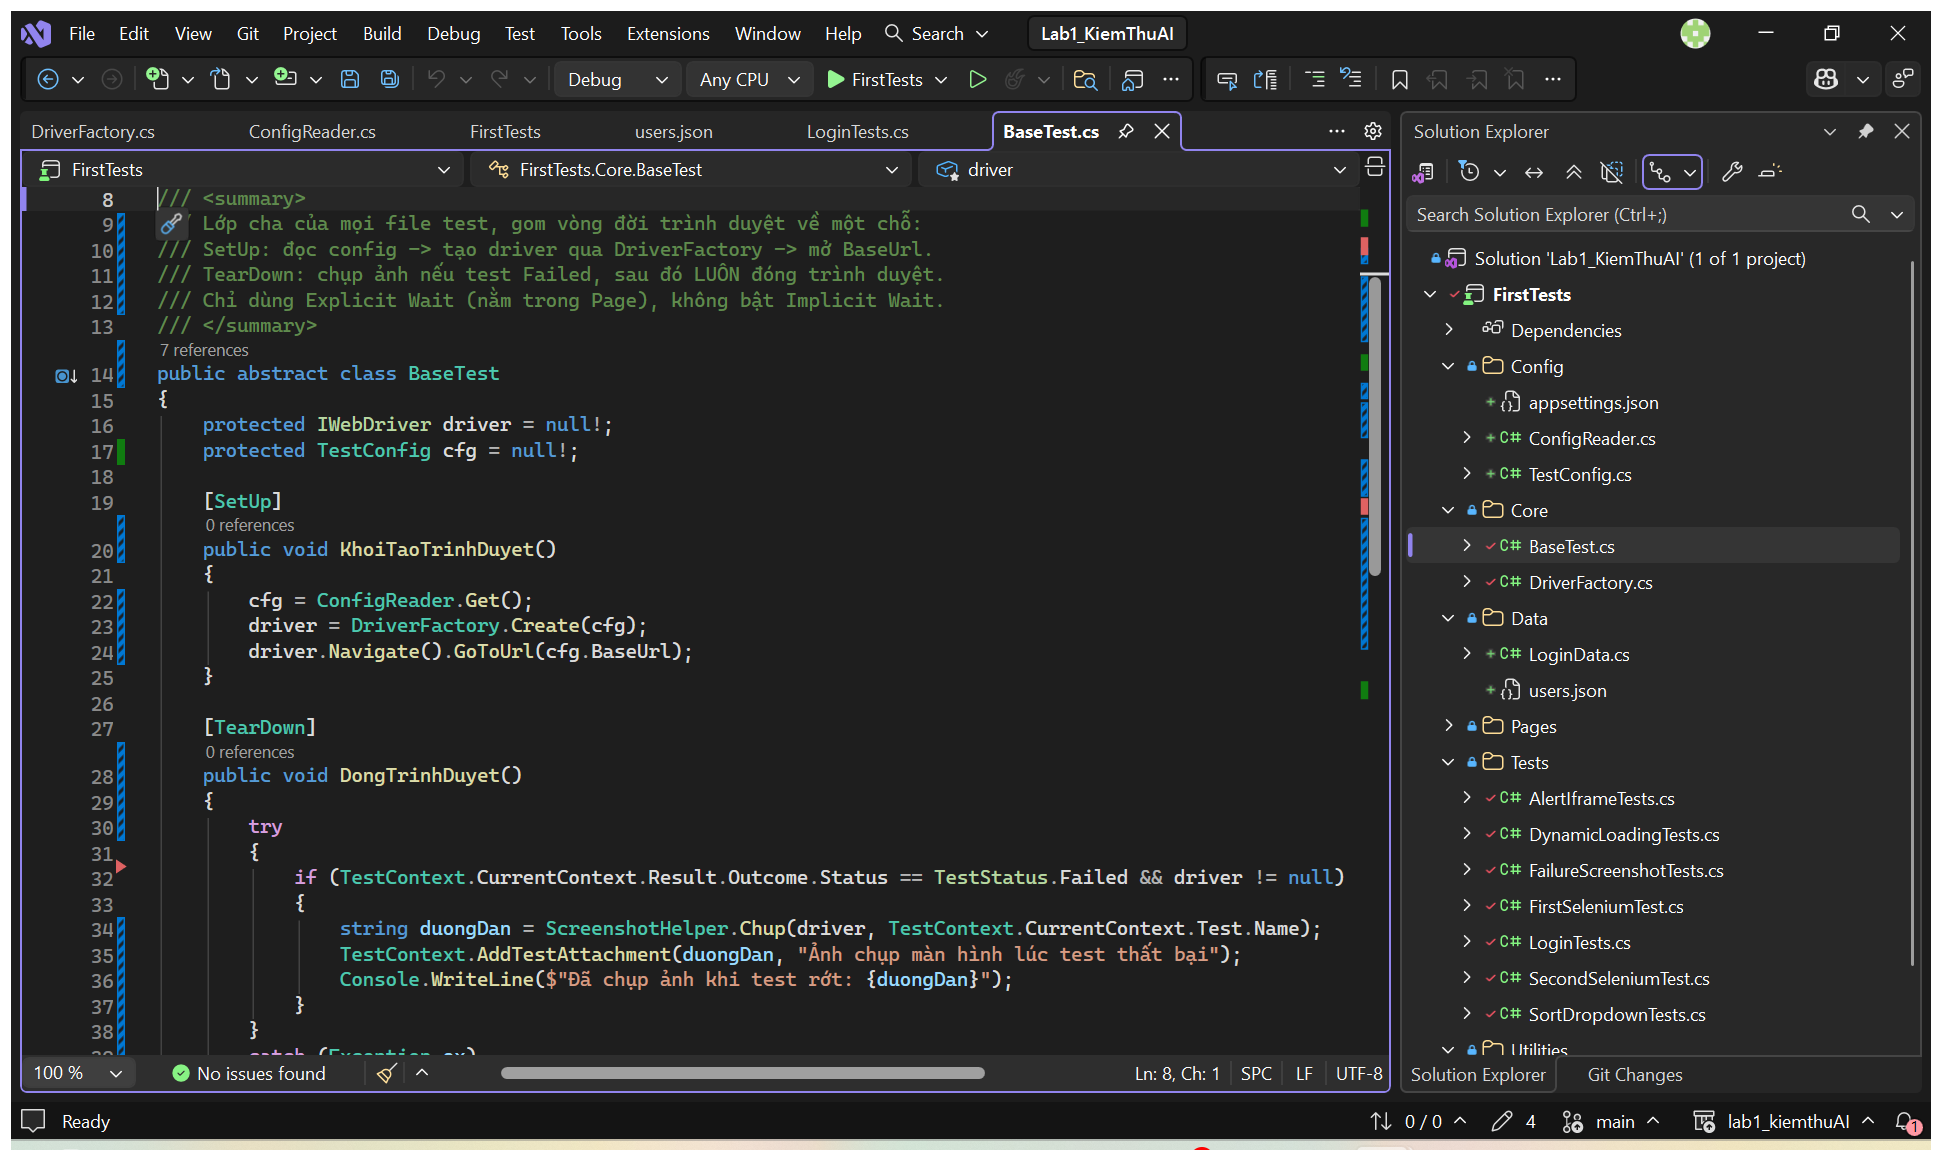 File Edit View Git Project Build Debug Test Tools Extensions Window Help Search Lab1_KiemThuAI
Debug Any CPU FirstTests
DriverFactory.cs ConfigReader.cs FirstTests users.json LoginTests.cs BaseTest.cs
FirstTests FirstTests.Core.BaseTest driver
8 /// <summary>
9 Lớp cha của mọi file test, gom vòng đời trình duyệt về một chỗ:
10 /// SetUp: đọc config -> tạo driver qua DriverFactory -> mở BaseUrl.
11 /// TearDown: chụp ảnh nếu test Failed, sau đó LUÔN đóng trình duyệt.
12 /// Chỉ dùng Explicit Wait (nằm trong Page), không bật Implicit Wait.
13 /// </summary>
7 references
14 public abstract class BaseTest
15 {
16 protected IWebDriver driver = null!;
17 protected TestConfig cfg = null!;
18
19 [SetUp]
0 references
20 public void KhoiTaoTrinhDuyet()
21 {
22 cfg = ConfigReader.Get();
23 driver = DriverFactory.Create(cfg);
24 driver.Navigate().GoToUrl(cfg.BaseUrl);
25 }
26
27 [TearDown]
0 references
28 public void DongTrinhDuyet()
29 {
30 try
31 {
32 if (TestContext.CurrentContext.Result.Outcome.Status == TestStatus.Failed && driver != null)
33 {
34 string duongDan = ScreenshotHelper.Chup(driver, TestContext.CurrentContext.Test.Name);
35 TestContext.AddTestAttachment(duongDan, "Ảnh chụp màn hình lúc test thất bại");
36 Console.WriteLine($"Đã chụp ảnh khi test rớt: {duongDan}");
37 }
38 }
catch (Exception ex)
100 % No issues found Ln: 8, Ch: 1 SPC LF UTF-8
Solution Explorer
Search Solution Explorer (Ctrl+;)
Solution 'Lab1_KiemThuAI' (1 of 1 project)
FirstTests
Dependencies
Config
appsettings.json
C# ConfigReader.cs
C# TestConfig.cs
Core
C# BaseTest.cs
C# DriverFactory.cs
Data
C# LoginData.cs
users.json
Pages
Tests
C# AlertIframeTests.cs
C# DynamicLoadingTests.cs
C# FailureScreenshotTests.cs
C# FirstSeleniumTest.cs
C# LoginTests.cs
C# SecondSeleniumTest.cs
C# SortDropdownTests.cs
Utilities
Solution Explorer Git Changes
Ready 0 / 0 4 main lab1_kiemthuAI 1